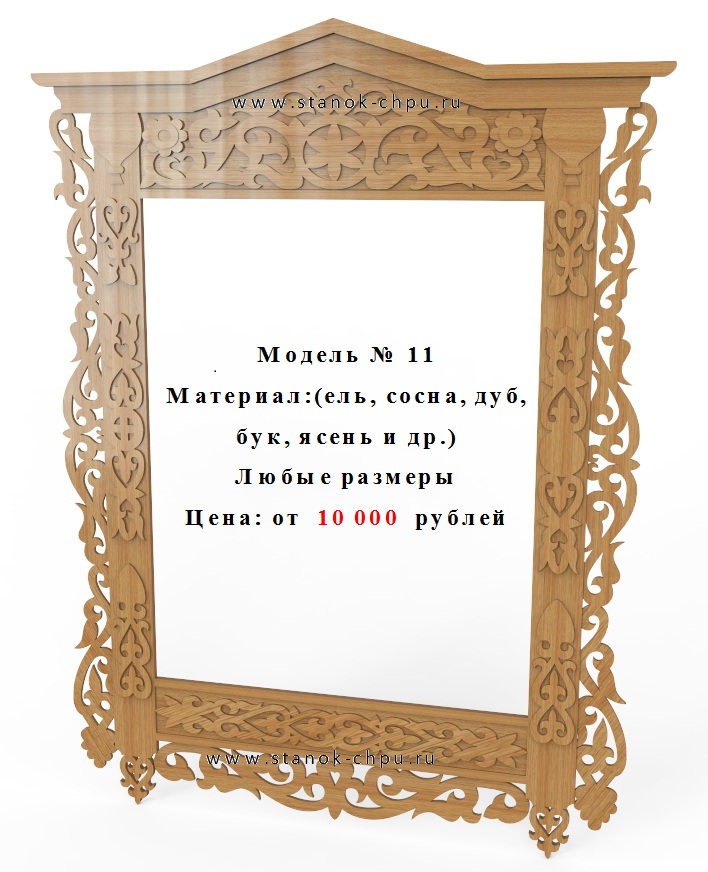 www.stanok-chpu.ru
Модель № 11
Материал:(ель, сосна, дуб,
бук, ясень и др.)
Любые размеры
Цена: от 10 000 рублей
www.stanok-chpu.ru